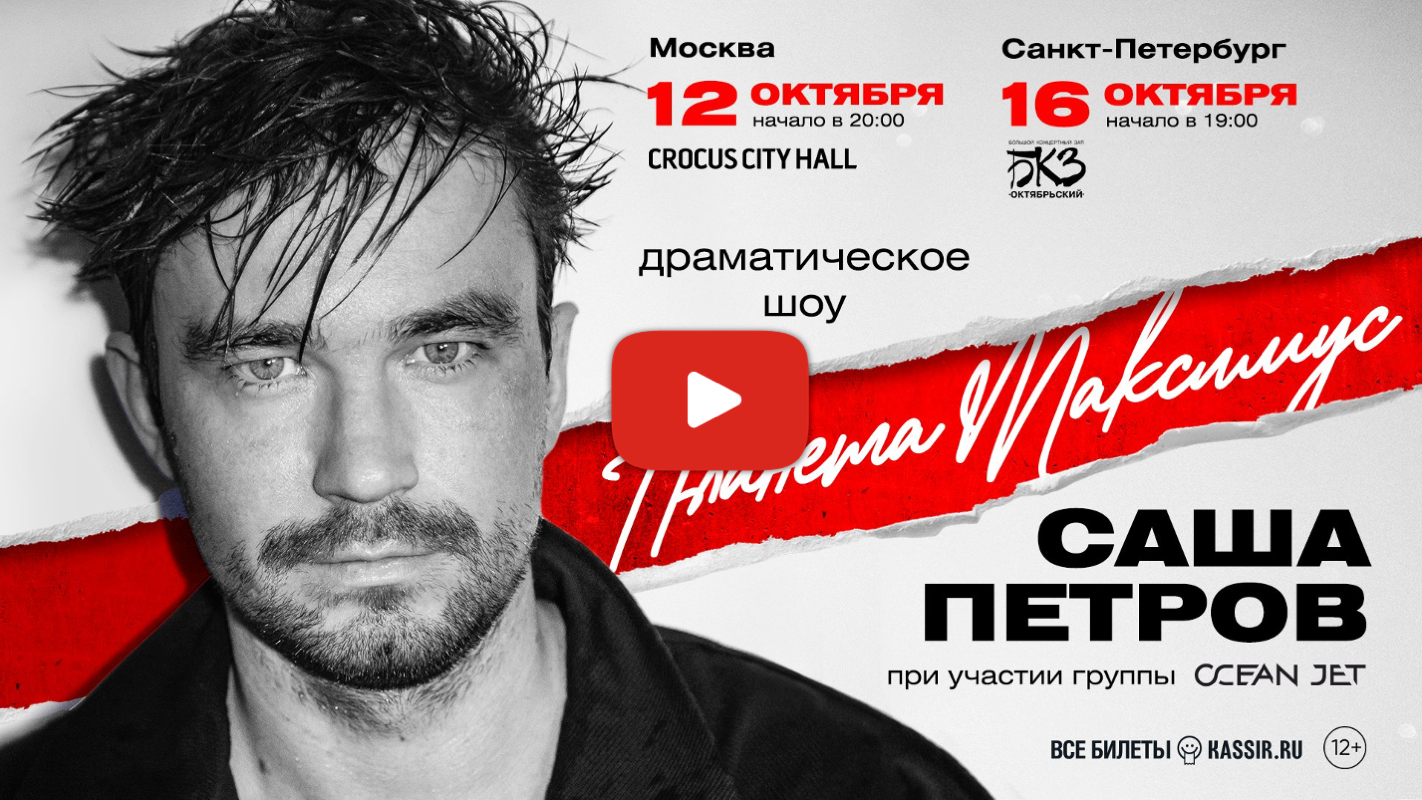 Москва
12 ОКТЯБРЯ
начало в 20:00
CROCUS CITY HALL
Санкт-Петербург
16 ОКТЯБРЯ
начало в 19:00
БОЛЬШОЙ КОНЦЕРТНЫЙ ЗАЛ
БКЗ
·ОКТЯБРЬСКИЙ·
драматическое
шоу
Планета Максимус
САША
ПЕТРОВ
при участии группы OCEAN JET
ВСЕ БИЛЕТЫ KASSIR.RU 12+